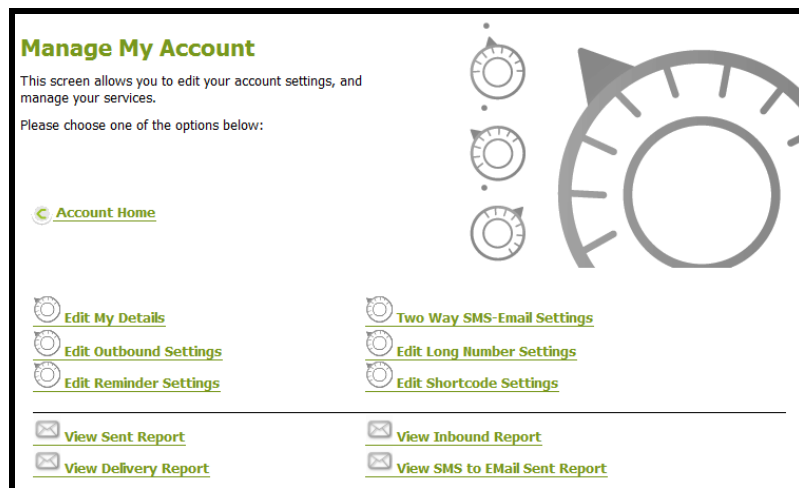 Manage My Account
This screen allows you to edit your account settings, and
manage your services.
Please choose one of the options below:
Account Home
Edit My Details
Two Way SMS-Email Settings
Edit Outbound Settings
Edit Long Number Settings
Edit Reminder Settings
Edit Shortcode Settings
View Sent Report
View Inbound Report
View Delivery Report
View SMS to EMail Sent Report